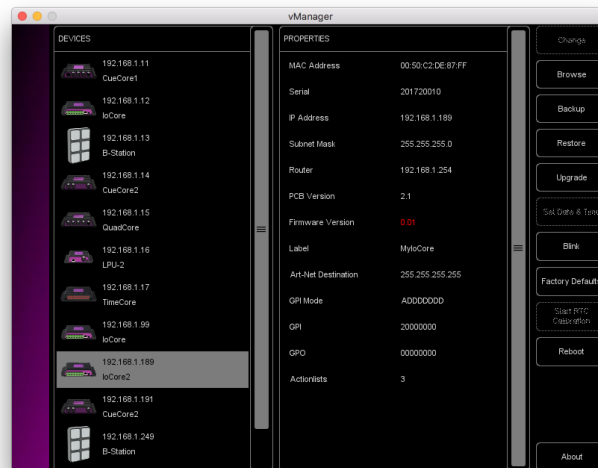 vManager
DEVICES
192.168.1.11
CueCore1
192.168.1.12
IoCore
192.168.1.13
B-Station
192.168.1.14
CueCore2
192.168.1.15
QuadCore
192.168.1.16
LPU-2
192.168.1.17
TimeCore
192.168.1.99
IoCore
192.168.1.189
IoCore2
192.168.1.191
CueCore2
192.168.1.249
B-Station
PROPERTIES
MAC Address 00:50:C2:DE:87:FF
Serial 201720010
IP Address 192.168.1.189
Subnet Mask 255.255.255.0
Router 192.168.1.254
PCB Version 2.1
Firmware Version 0.01
Label MyIoCore
Art-Net Destination 255.255.255.255
GPI Mode ADDDDDDD
GPI 20000000
GPO 00000000
Actionlists 3
Change
Browse
Backup
Restore
Upgrade
Set Date & Time
Blink
Factory Defaults
Start RTC
Calibration
Reboot
About